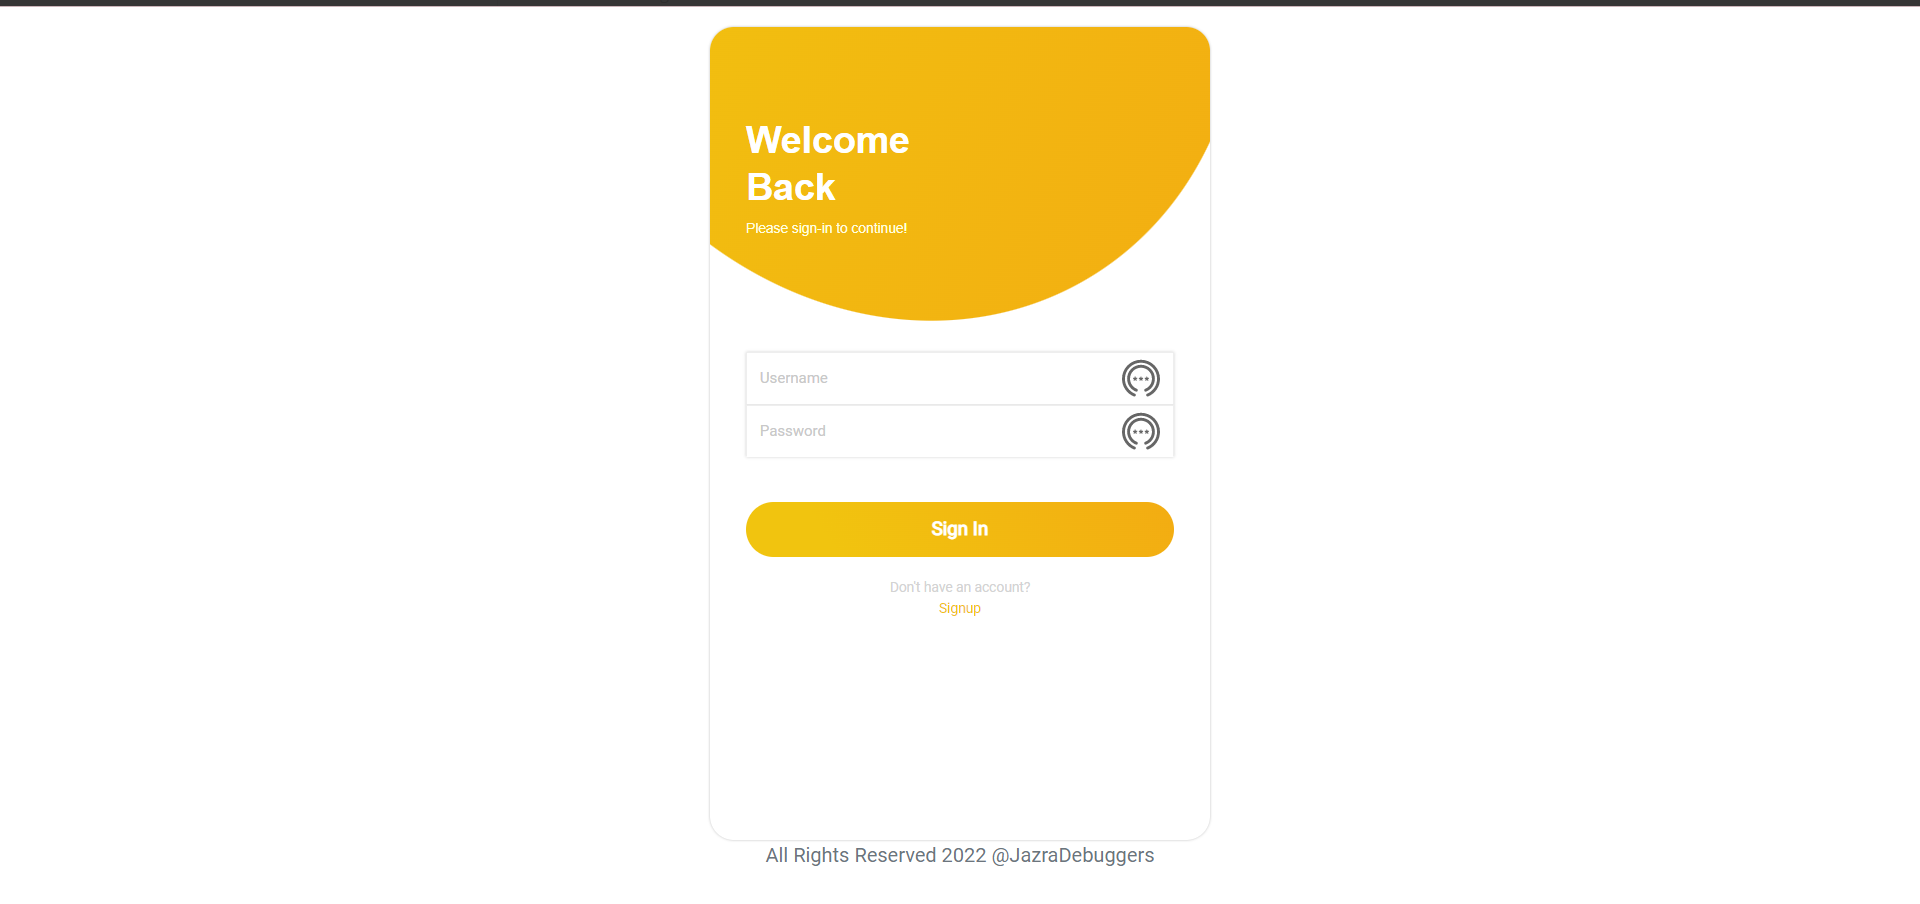 Welcome
Back
Please sign-in to continue!
Username
Password
Sign In
Don't have an account?
Signup
All Rights Reserved 2022 @JazraDebuggers